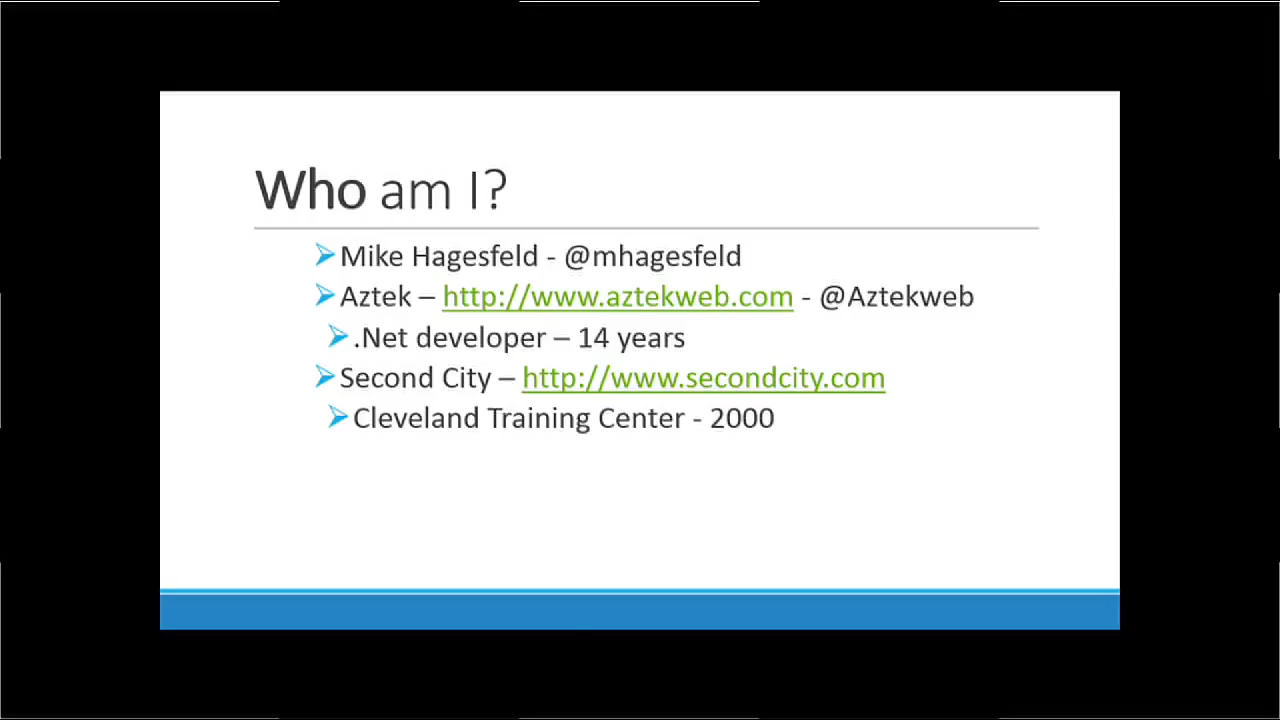 Who am I?
Mike Hagesfeld - @mhagesfeld
Aztek – http://www.aztekweb.com - @Aztekweb
.Net developer – 14 years
Second City – http://www.secondcity.com
Cleveland Training Center - 2000